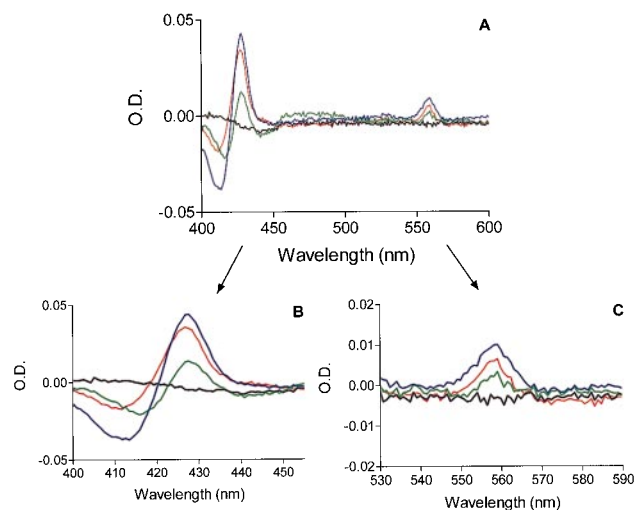 A
0.05
0.00
-0.05
O.D.
400 450 500 550 600
Wavelength (nm)
B
0.05
0.00
-0.05
O.D.
400 410 420 430 440 450
Wavelength (nm)
C
0.02
0.01
0.00
-0.01
-0.02
O.D.
530 540 550 560 570 580 590
Wavelength (nm)